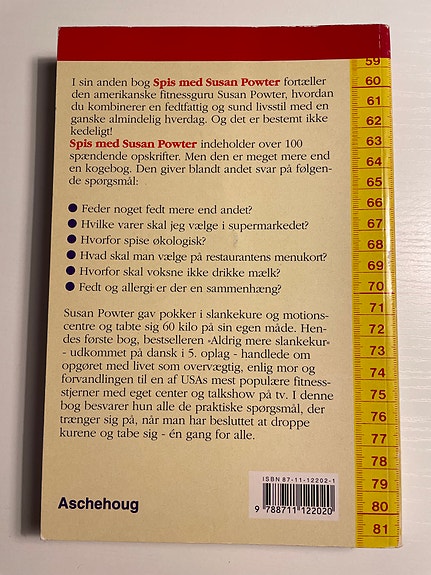 I sin anden bog Spis med Susan Powter fortæller
den amerikanske fitnessguru Susan Powter, hvordan
du kombinerer en fedtfattig og sund livsstil med en
ganske almindelig hverdag. Og det er bestemt ikke
kedeligt!
Spis med Susan Powter indeholder over 100
spændende opskrifter. Men den er meget mere end
en kogebog. Den giver blandt andet svar på følgen-
de spørgsmål:
● Feder noget fedt mere end andet?
● Hvilke varer skal jeg vælge i supermarkedet?
● Hvorfor spise økologisk?
● Hvad skal man vælge på restaurantens menukort?
● Hvorfor skal voksne ikke drikke mælk?
● Fedt og allergi er der en sammenhæng?
Susan Powter gav pokker i slankekure og motions-
centre og tabte sig 60 kilo på sin egen måde. Hen-
des første bog, bestselleren »Aldrig mere slankekur«
- udkommet på dansk i 5. oplag - handlede om
opgøret med livet som overvægtig, enlig mor og
forvandlingen til en af USAs mest populære fitness-
stjerner med eget center og talkshow på tv. I denne
bog besvarer hun alle de praktiske spørgsmål, der
trænger sig på, når man har besluttet at droppe
kurene og tabe sig - én gang for alle.
ISBN 87-11-12202-1
9 788711 122020
Aschehoug
59
60
61
62
63
64
65
66
67
68
69
70
71
72
73
74
75
76
77
78
79
80
81